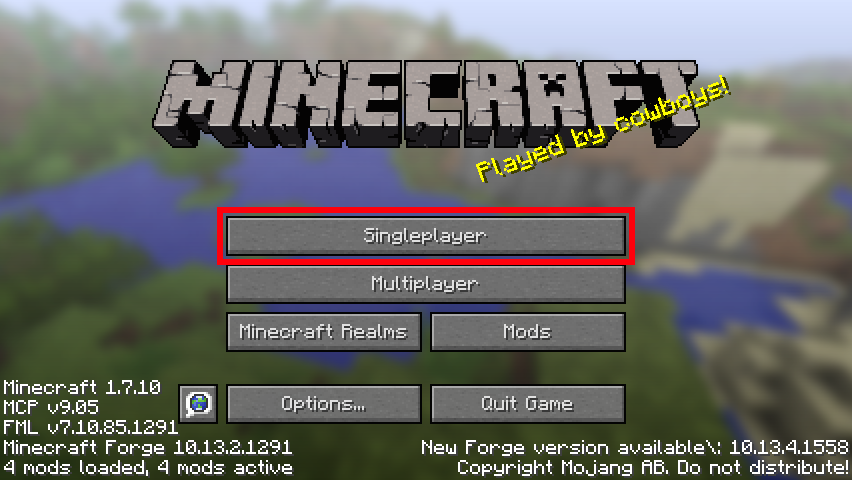 MINECRAFT
Played by cowboys!
Singleplayer
Multiplayer
Minecraft Realms
Mods
Options...
Quit Game
Minecraft 1.7.10
MCP v9.05
FML v7.10.85.1291
Minecraft Forge 10.13.2.1291
4 mods loaded, 4 mods active
New Forge version available\: 10.13.4.1558
Copyright Mojang AB. Do not distribute!